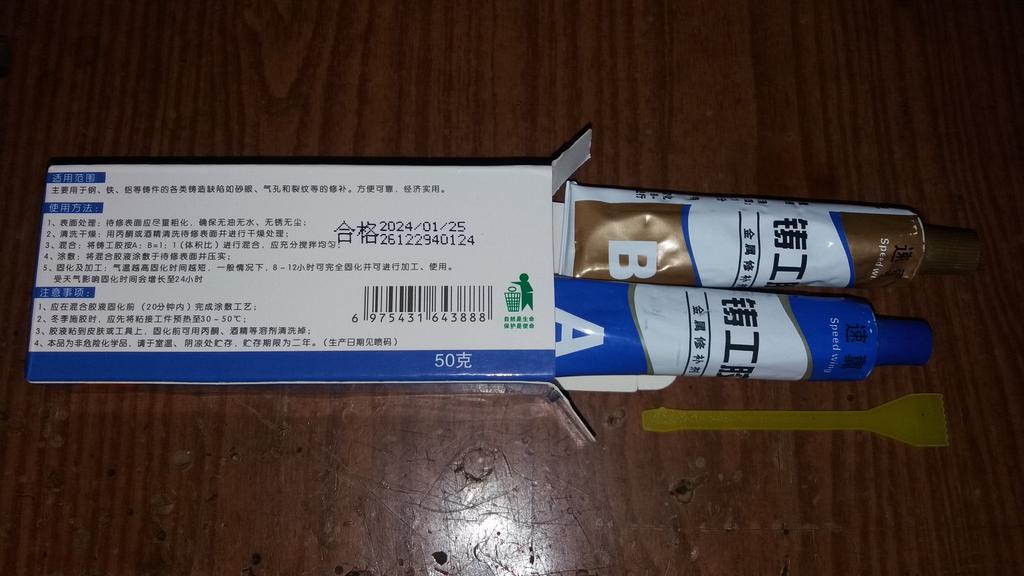 适用范围
主要用于钢、铁、铝等铸件的各类铸造缺陷如砂眼、气孔和裂纹等的修补。方便可靠，经济实用。
使用方法：
1、表面处理：待修表面应尽量粗化，确保无油无水、无锈无尘；
2、清洗干燥：用丙酮或酒精清洗待修表面并进行干燥处理；
3、混合：将铸工胶按A：B=1：1（体积比）进行混合，应充分搅拌均匀；
4、涂敷：将混合胶液涂敷于待修表面并压实；
5、固化及加工：气温越高固化时间越短，一般情况下，8-12小时可完全固化并可进行加工、使用。
受天气影响固化时间会增长至24小时
注意事项：
1、应在混合胶液固化前（20分钟内）完成涂敷工艺；
2、冬季施胶时，应先将粘接工件预热至30-50℃；
3、胶液粘到皮肤或工具上，固化前可用丙酮、酒精等溶剂清洗掉；
4、本品为非危险化学品，请于室温、阴凉处贮存，贮存期限为二年。（生产日期见喷码）
合格 2024/01/25
26122940124
6 975431 643888
自然是生命
保护是使命
50克
B
铸工
金属修补
速
Speed w
A
铸工胶
金属修补剂
速翼
Speed wing